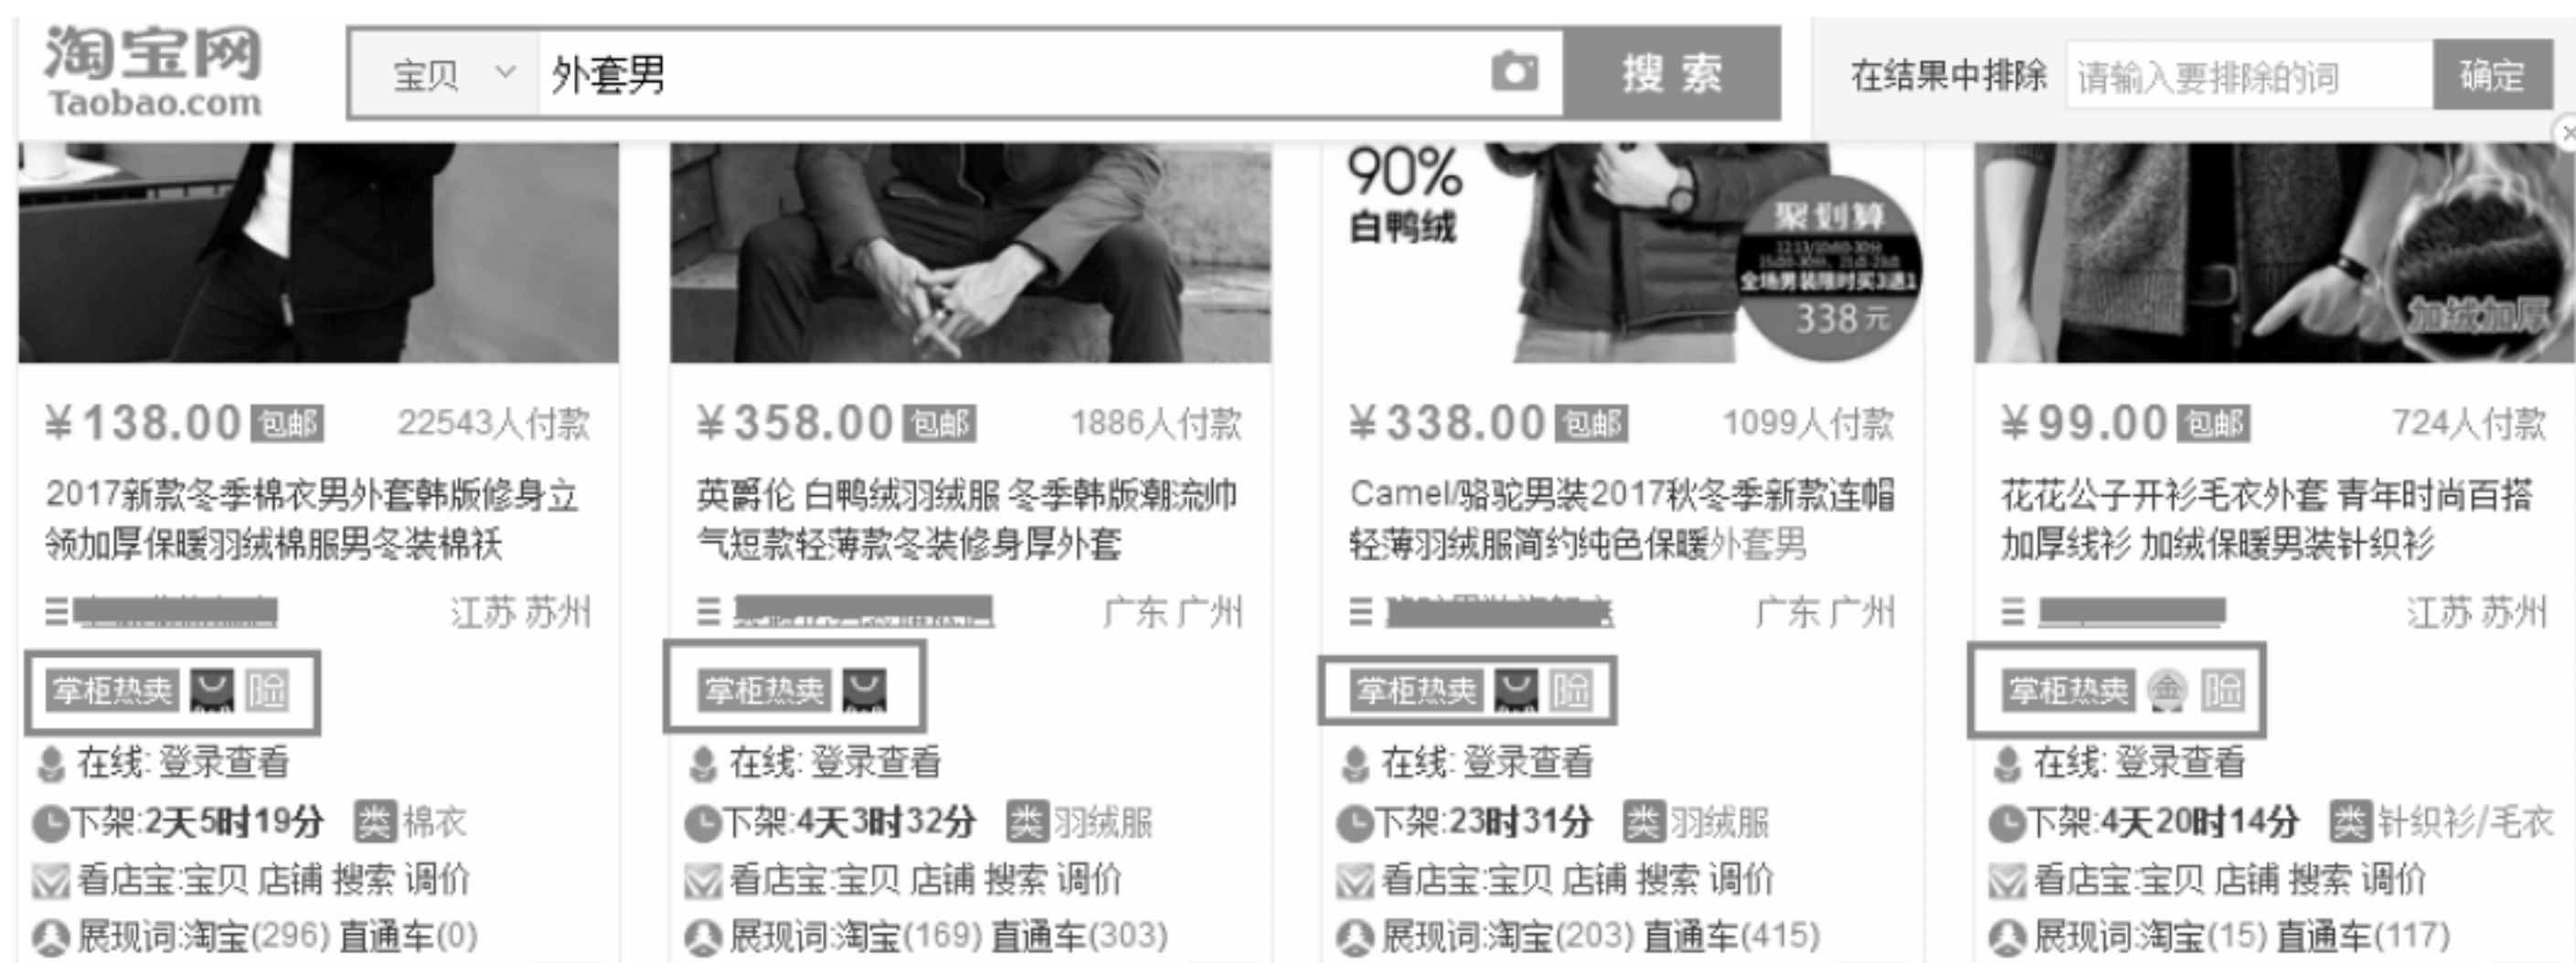 淘宝网
Taobao.com
宝贝 外套男 搜 索
在结果中排除 请输入要排除的词 确定
90%
白鸭绒
聚划算
全场男装限时买3送1
338元
加绒加厚
¥138.00 包邮 22543人付款
2017新款冬季棉衣男外套韩版修身立
领加厚保暖羽绒棉服男冬装棉袄
江苏 苏州
掌柜热卖 险
在线: 登录查看
下架:2天5时19分 类 棉衣
看店宝:宝贝 店铺 搜索 调价
展现词:淘宝(296) 直通车(0)
¥358.00 包邮 1886人付款
英爵伦 白鸭绒羽绒服 冬季韩版潮流帅
气短款轻薄款冬装修身厚外套
广东 广州
掌柜热卖
在线: 登录查看
下架:4天3时32分 类 羽绒服
看店宝:宝贝 店铺 搜索 调价
展现词:淘宝(169) 直通车(303)
¥338.00 包邮 1099人付款
Camel/骆驼男装2017秋冬季新款连帽
轻薄羽绒服简约纯色保暖外套男
广东 广州
掌柜热卖 险
在线: 登录查看
下架:23时31分 类 羽绒服
看店宝:宝贝 店铺 搜索 调价
展现词:淘宝(203) 直通车(415)
¥99.00 包邮 724人付款
花花公子开衫毛衣外套 青年时尚百搭
加厚线衫 加绒保暖男装针织衫
江苏 苏州
掌柜热卖 金 险
在线: 登录查看
下架:4天20时14分 类 针织衫/毛衣
看店宝:宝贝 店铺 搜索 调价
展现词:淘宝(15) 直通车(117)